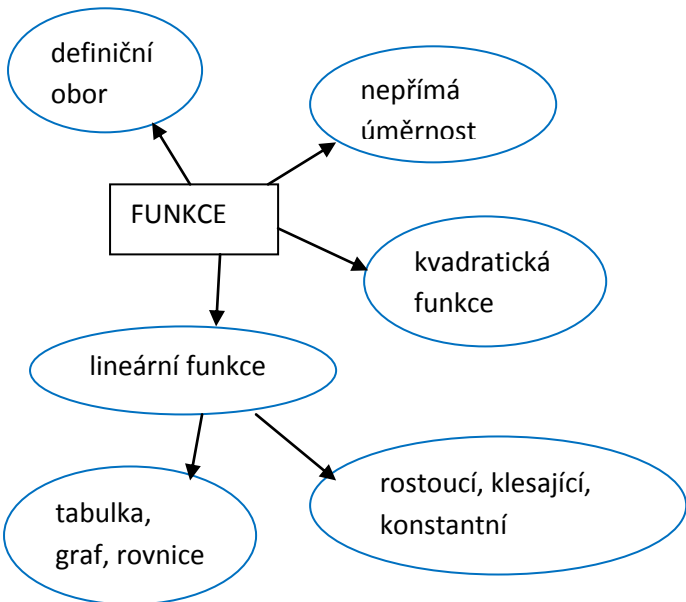 definiční
obor
nepřímá
úměrnost
FUNKCE
kvadratická
funkce
lineární funkce
rostoucí, klesající,
konstantní
tabulka,
graf, rovnice